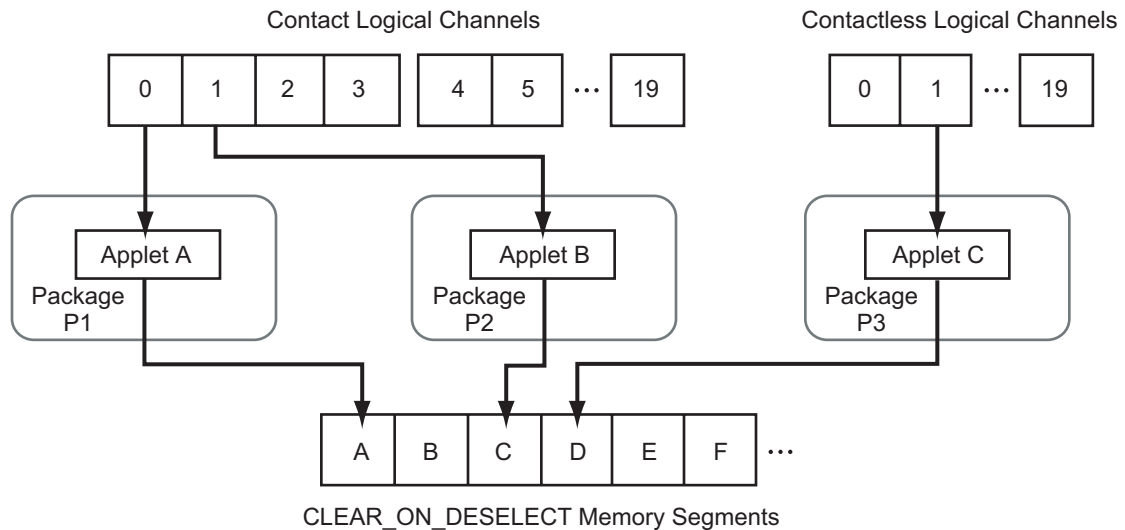 Contact Logical Channels
Contactless Logical Channels
0 1 2 3 4 5 ... 19
0 1 ... 19
Applet A
Package
P1
Applet B
Package
P2
Applet C
Package
P3
A B C D E F ...
CLEAR_ON_DESELECT Memory Segments